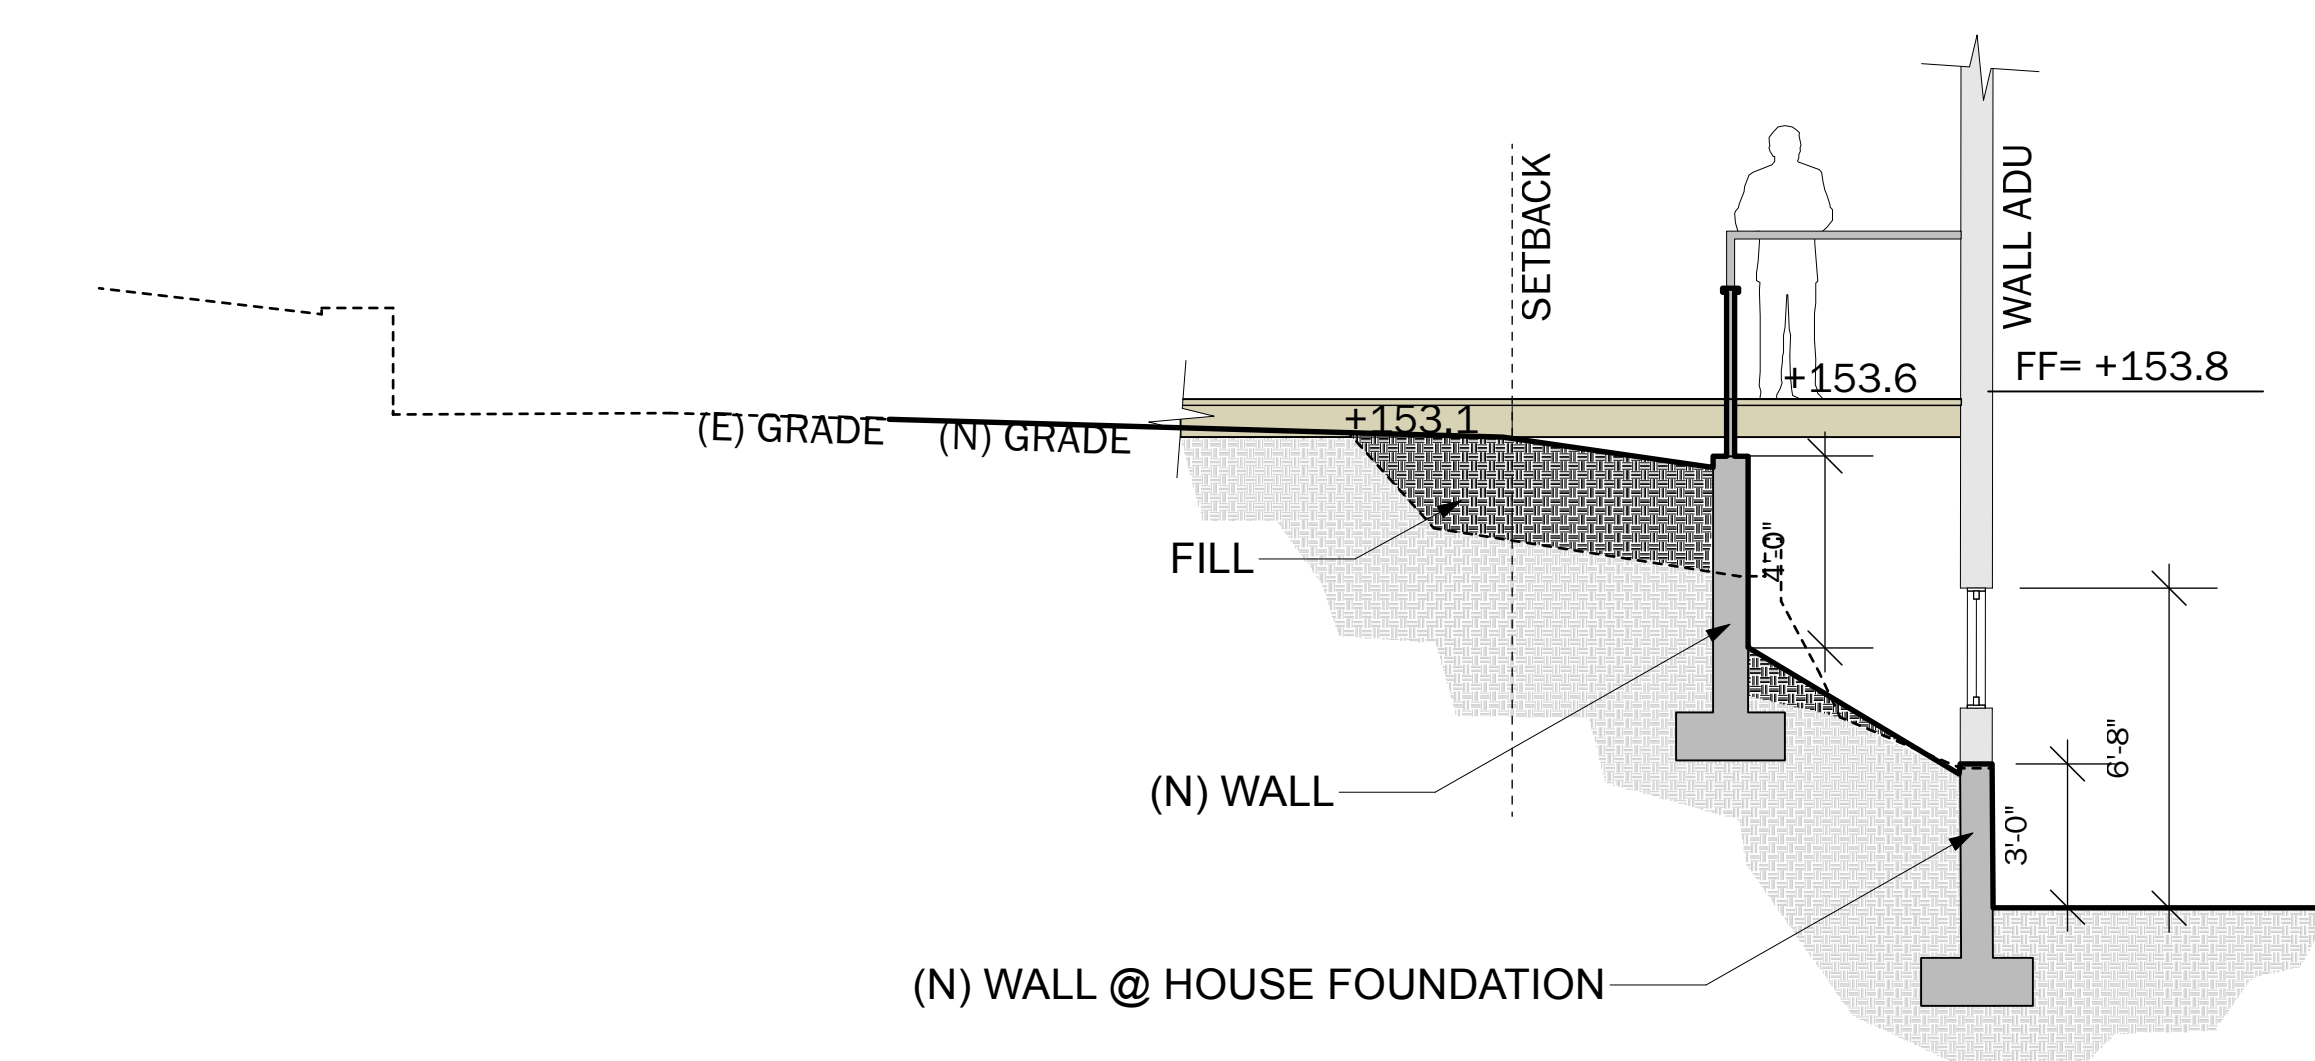 SETBACK
WALL ADU
FF= +153.8
+153.6
+153.1
(E) GRADE
(N) GRADE
4'-0"
FILL
6'-8"
(N) WALL
3'-0"
(N) WALL @ HOUSE FOUNDATION